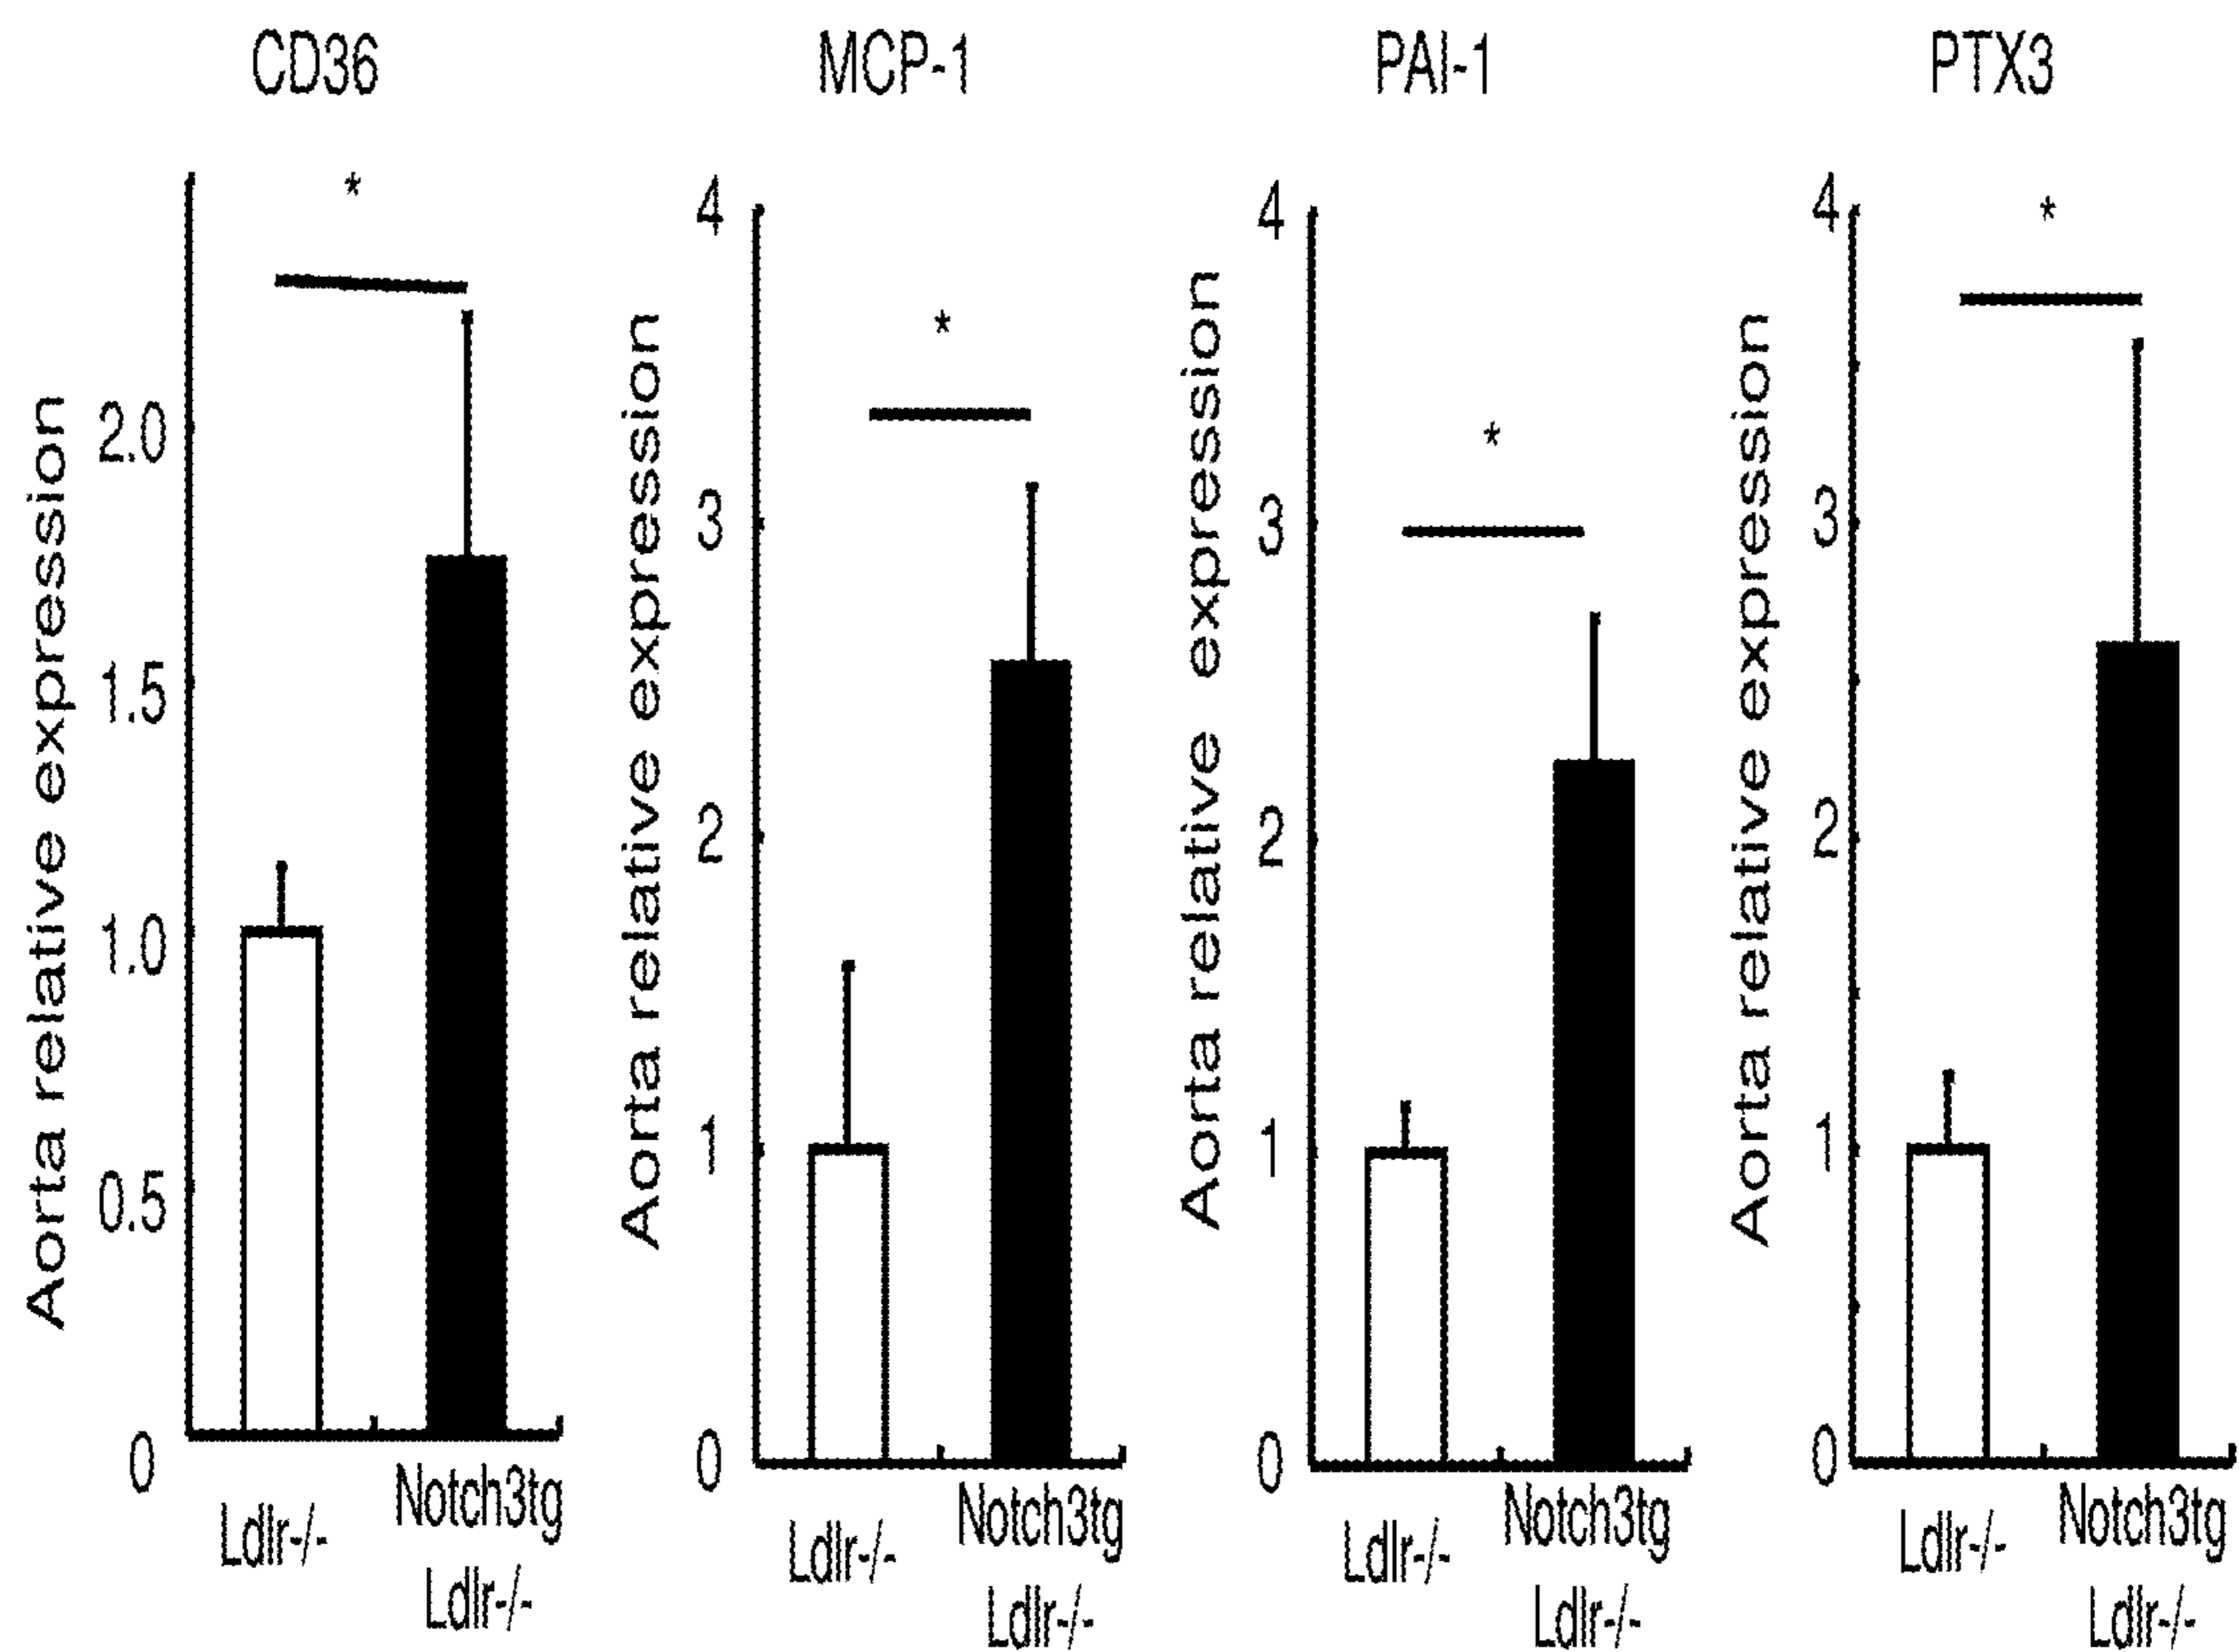 CD36
MCP-1
PAI-1
PTX3
*
*
*
*
Aorta relative expression
2.0
1.5
1.0
0.5
0
Ldlr-/-
Notch3tg
Ldlr-/-
Aorta relative expression
4
3
2
1
0
Ldlr-/-
Notch3tg
Ldlr-/-
Aorta relative expression
4
3
2
1
0
Ldlr-/-
Notch3tg
Ldlr-/-
Aorta relative expression
4
3
2
1
0
Ldlr-/-
Notch3tg
Ldlr-/-